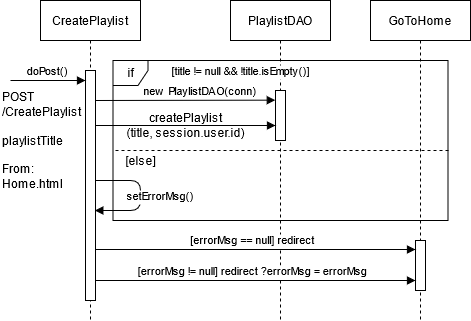 CreatePlaylist
PlaylistDAO
GoToHome
doPost()
if
[title != null && !title.isEmpty()]
POST
/CreatePlaylist
playlistTitle
From:
Home.html
new PlaylistDAO(conn)
createPlaylist
(title, session.user.id)
[else]
setErrorMsg()
[errorMsg == null] redirect
[errorMsg != null] redirect ?errorMsg = errorMsg